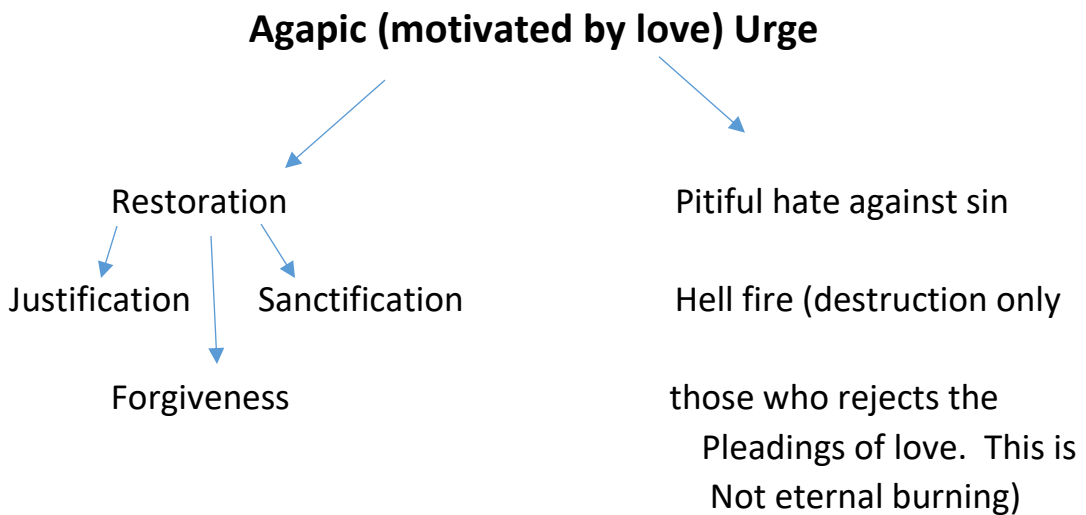 Agapic (motivated by love) Urge
Restoration
Pitiful hate against sin
Justification
Sanctification
Hell fire (destruction only
Forgiveness
those who rejects the
Pleadings of love. This is
Not eternal burning)